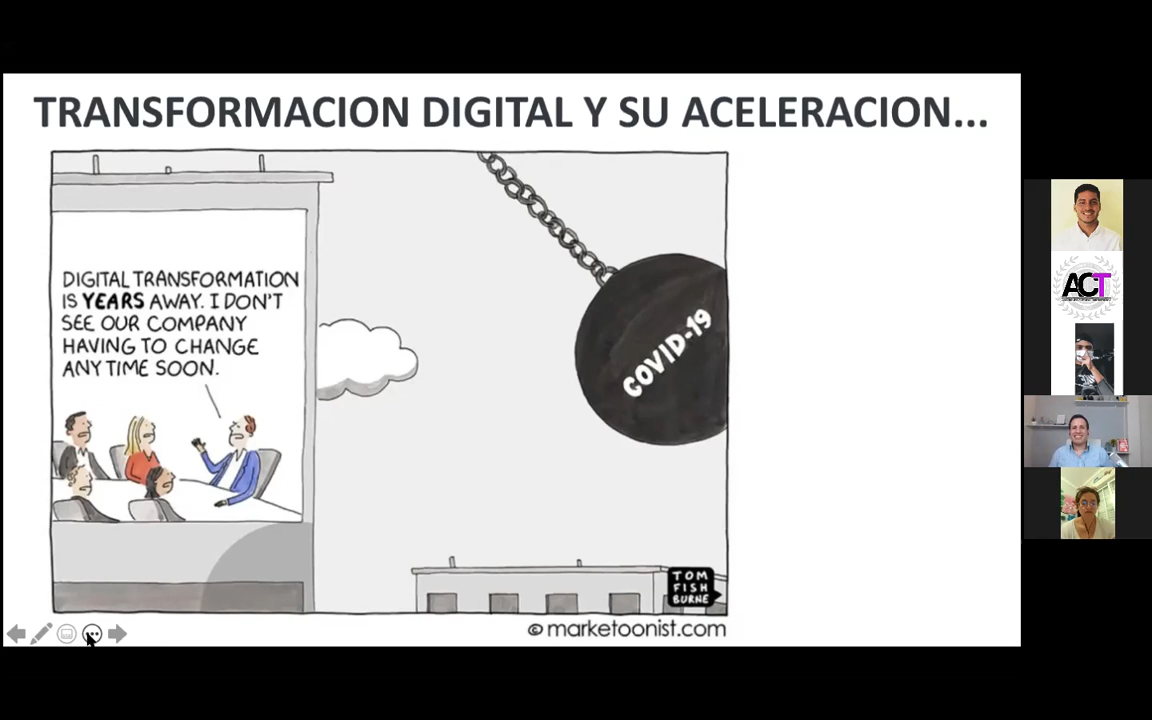 TRANSFORMACION DIGITAL Y SU ACELERACION...
DIGITAL TRANSFORMATION
IS YEARS AWAY. I DON'T
SEE OUR COMPANY
HAVING TO CHANGE
ANY TIME SOON.
COVID-19
TOM
FISH
BURNE
© marketoonist.com
ACT